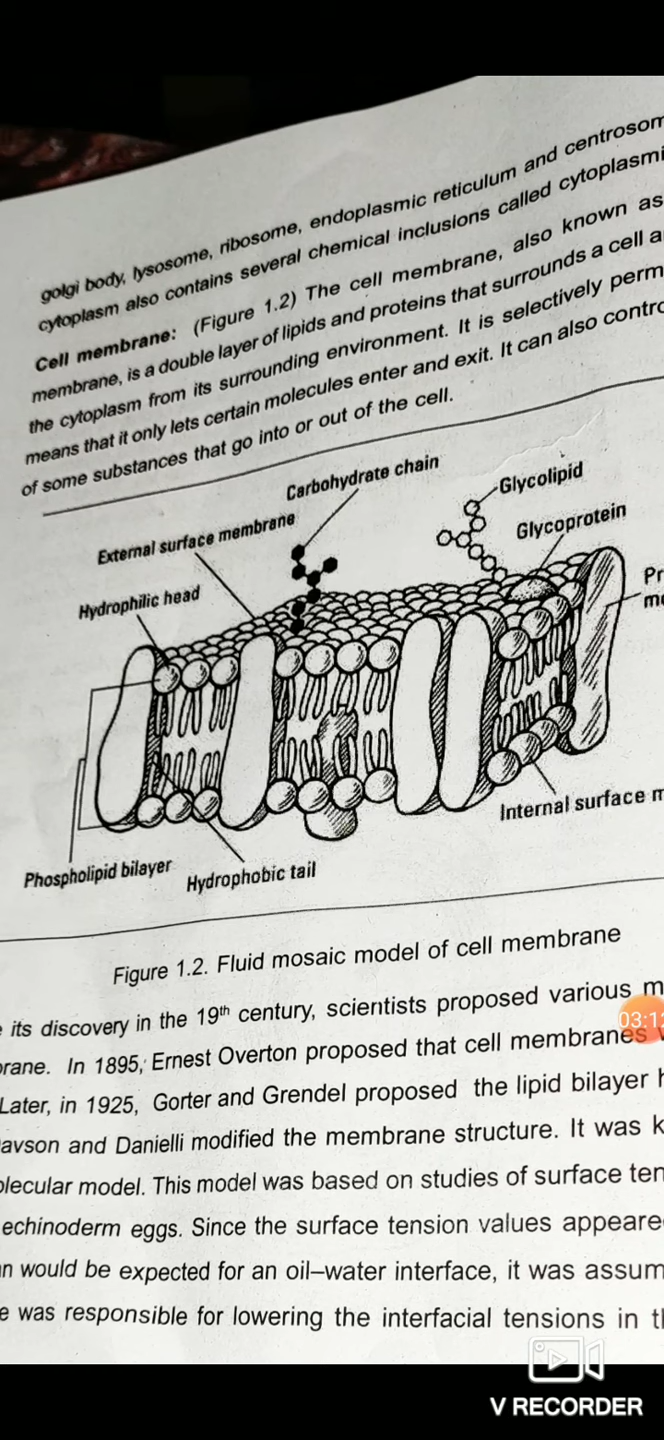 golgi body, lysosome, ribosome, endoplasmic reticulum and centrosom
cytoplasm also contains several chemical inclusions called cytoplasmi
Cell membrane: (Figure 1.2) The cell membrane, also known as
membrane, is a double layer of lipids and proteins that surrounds a cell a
the cytoplasm from its surrounding environment. It is selectively perm
means that it only lets certain molecules enter and exit. It can also contro
of some substances that go into or out of the cell.
Carbohydrate chain
Glycolipid
External surface membrane
Glycoprotein
Hydrophilic head
Pr
me
Internal surface m
Phospholipid bilayer
Hydrophobic tail
Figure 1.2. Fluid mosaic model of cell membrane
e its discovery in the 19th century, scientists proposed various m
03:1
brane. In 1895, Ernest Overton proposed that cell membranes w
Later, in 1925, Gorter and Grendel proposed the lipid bilayer h
avson and Danielli modified the membrane structure. It was k
olecular model. This model was based on studies of surface ten
echinoderm eggs. Since the surface tension values appeare
an would be expected for an oil–water interface, it was assum
e was responsible for lowering the interfacial tensions in th
V RECORDER